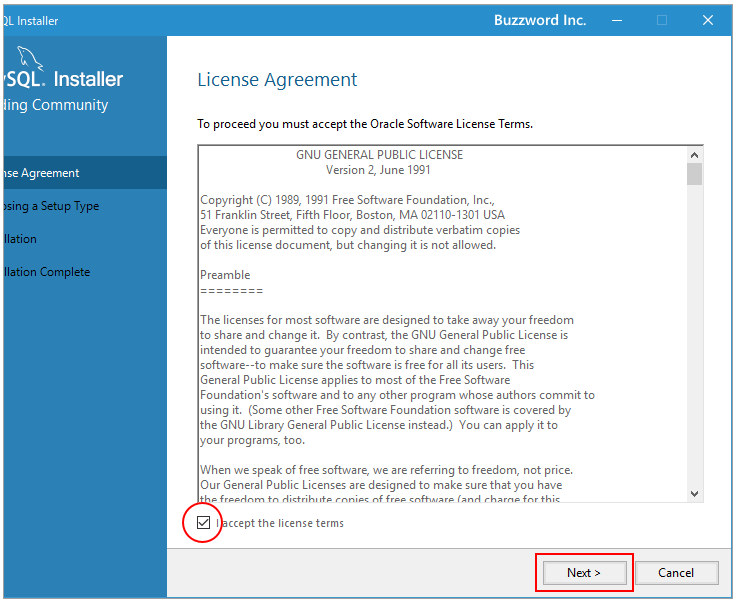 QL Installer
Buzzword Inc.
ySQL. Installer
ding Community
License Agreement
To proceed you must accept the Oracle Software License Terms.
nse Agreement
osing a Setup Type
llation
llation Complete
GNU GENERAL PUBLIC LICENSE
Version 2, June 1991
Copyright (C) 1989, 1991 Free Software Foundation, Inc.,
51 Franklin Street, Fifth Floor, Boston, MA 02110-1301 USA
Everyone is permitted to copy and distribute verbatim copies
of this license document, but changing it is not allowed.
Preamble
========
The licenses for most software are designed to take away your freedom
to share and change it.  By contrast, the GNU General Public License is
intended to guarantee your freedom to share and change free
software--to make sure the software is free for all its users.  This
General Public License applies to most of the Free Software
Foundation's software and to any other program whose authors commit to
using it.  (Some other Free Software Foundation software is covered by
the GNU Library General Public License instead.)  You can apply it to
your programs, too.
When we speak of free software, we are referring to freedom, not price.
Our General Public Licenses are designed to make sure that you have
the freedom to distribute copies of free software (and charge for this
I accept the license terms
Next >
Cancel